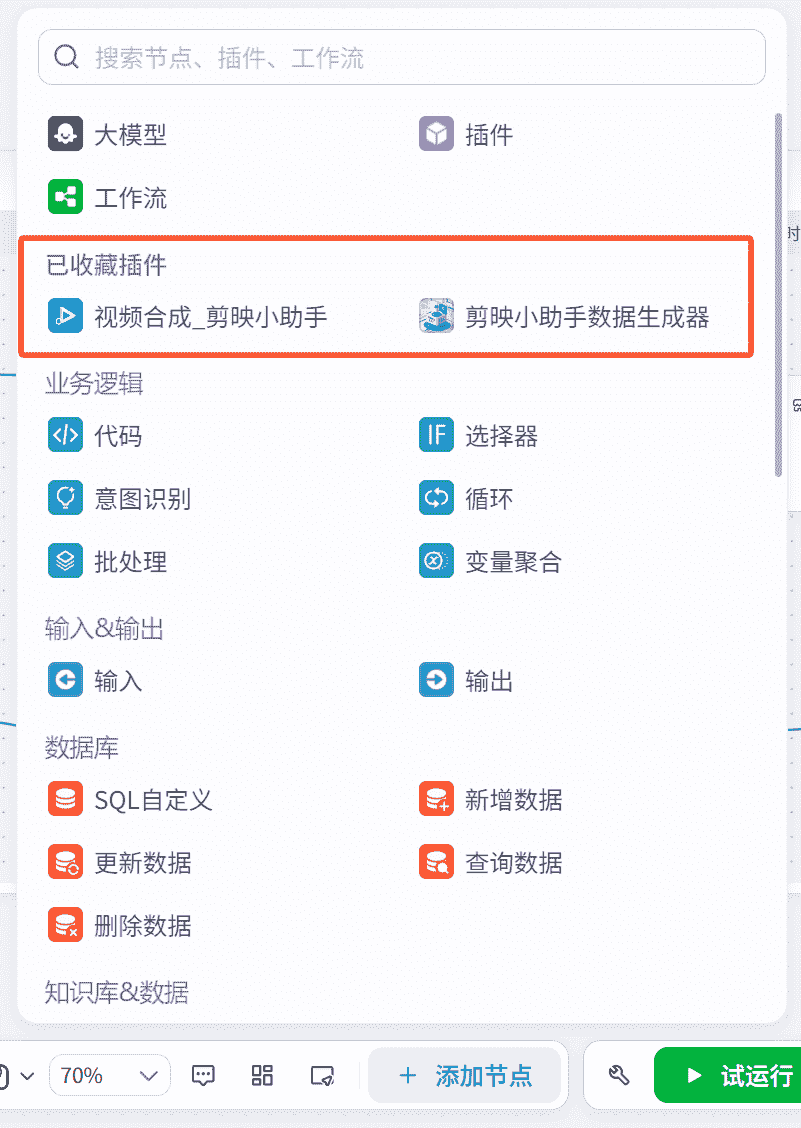 搜索节点、插件、工作流
大模型 插件
工作流
已收藏插件
视频合成_剪映小助手 剪映小助手数据生成器
时
业务逻辑
代码 IF 选择器
意图识别 循环
批处理 变量聚合
输入&输出
输入 输出
数据库
SQL自定义 新增数据
更新数据 查询数据
删除数据
知识库&数据
70% 添加节点 试运行